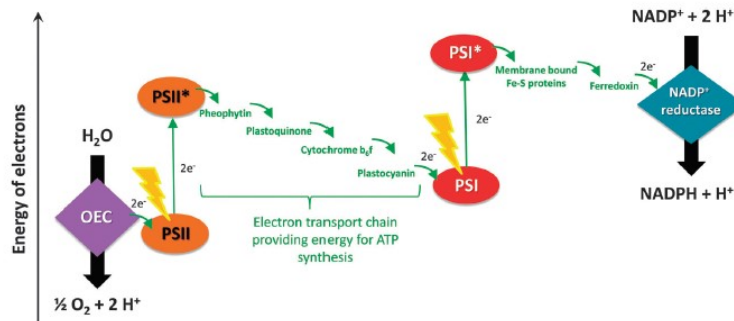 Energy of electrons
H₂O
OEC
½ O₂ + 2 H⁺
2e⁻
PSII
2e⁻
PSII*
Pheophytin
Plastoquinone
Cytochrome b₆f
Plastocyanin
Electron transport chain
providing energy for ATP
synthesis
2e⁻
PSI
2e⁻
PSI*
Membrane bound
Fe-S proteins
Ferredoxin
2e⁻
NADP⁺ + 2 H⁺
NADP⁺
reductase
NADPH + H⁺